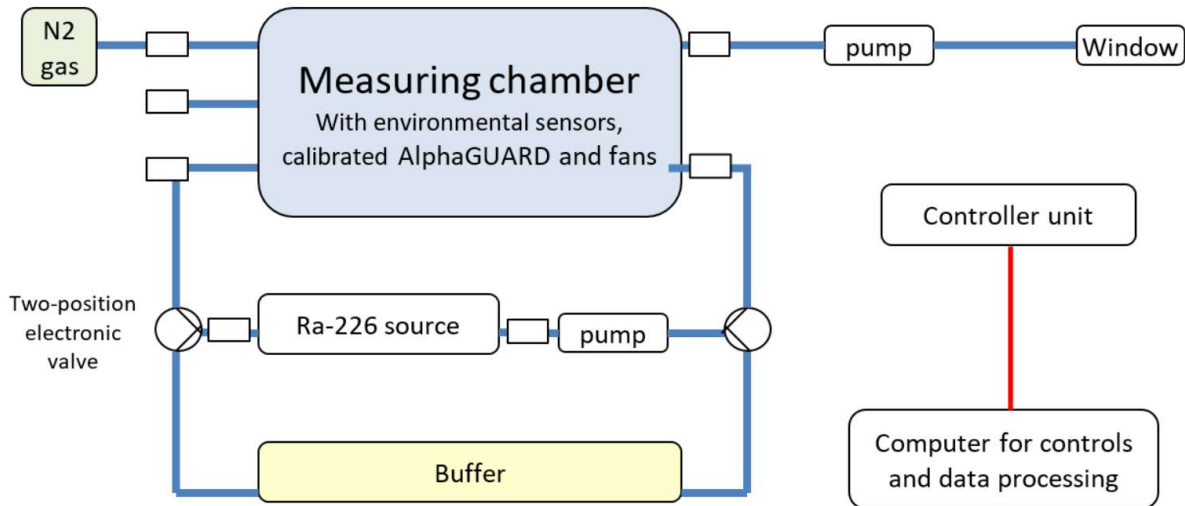 N2
gas
Measuring chamber
With environmental sensors,
calibrated AlphaGUARD and fans
pump
Window
Controller unit
Two-position
electronic
valve
Ra-226 source
pump
Buffer
Computer for controls
and data processing